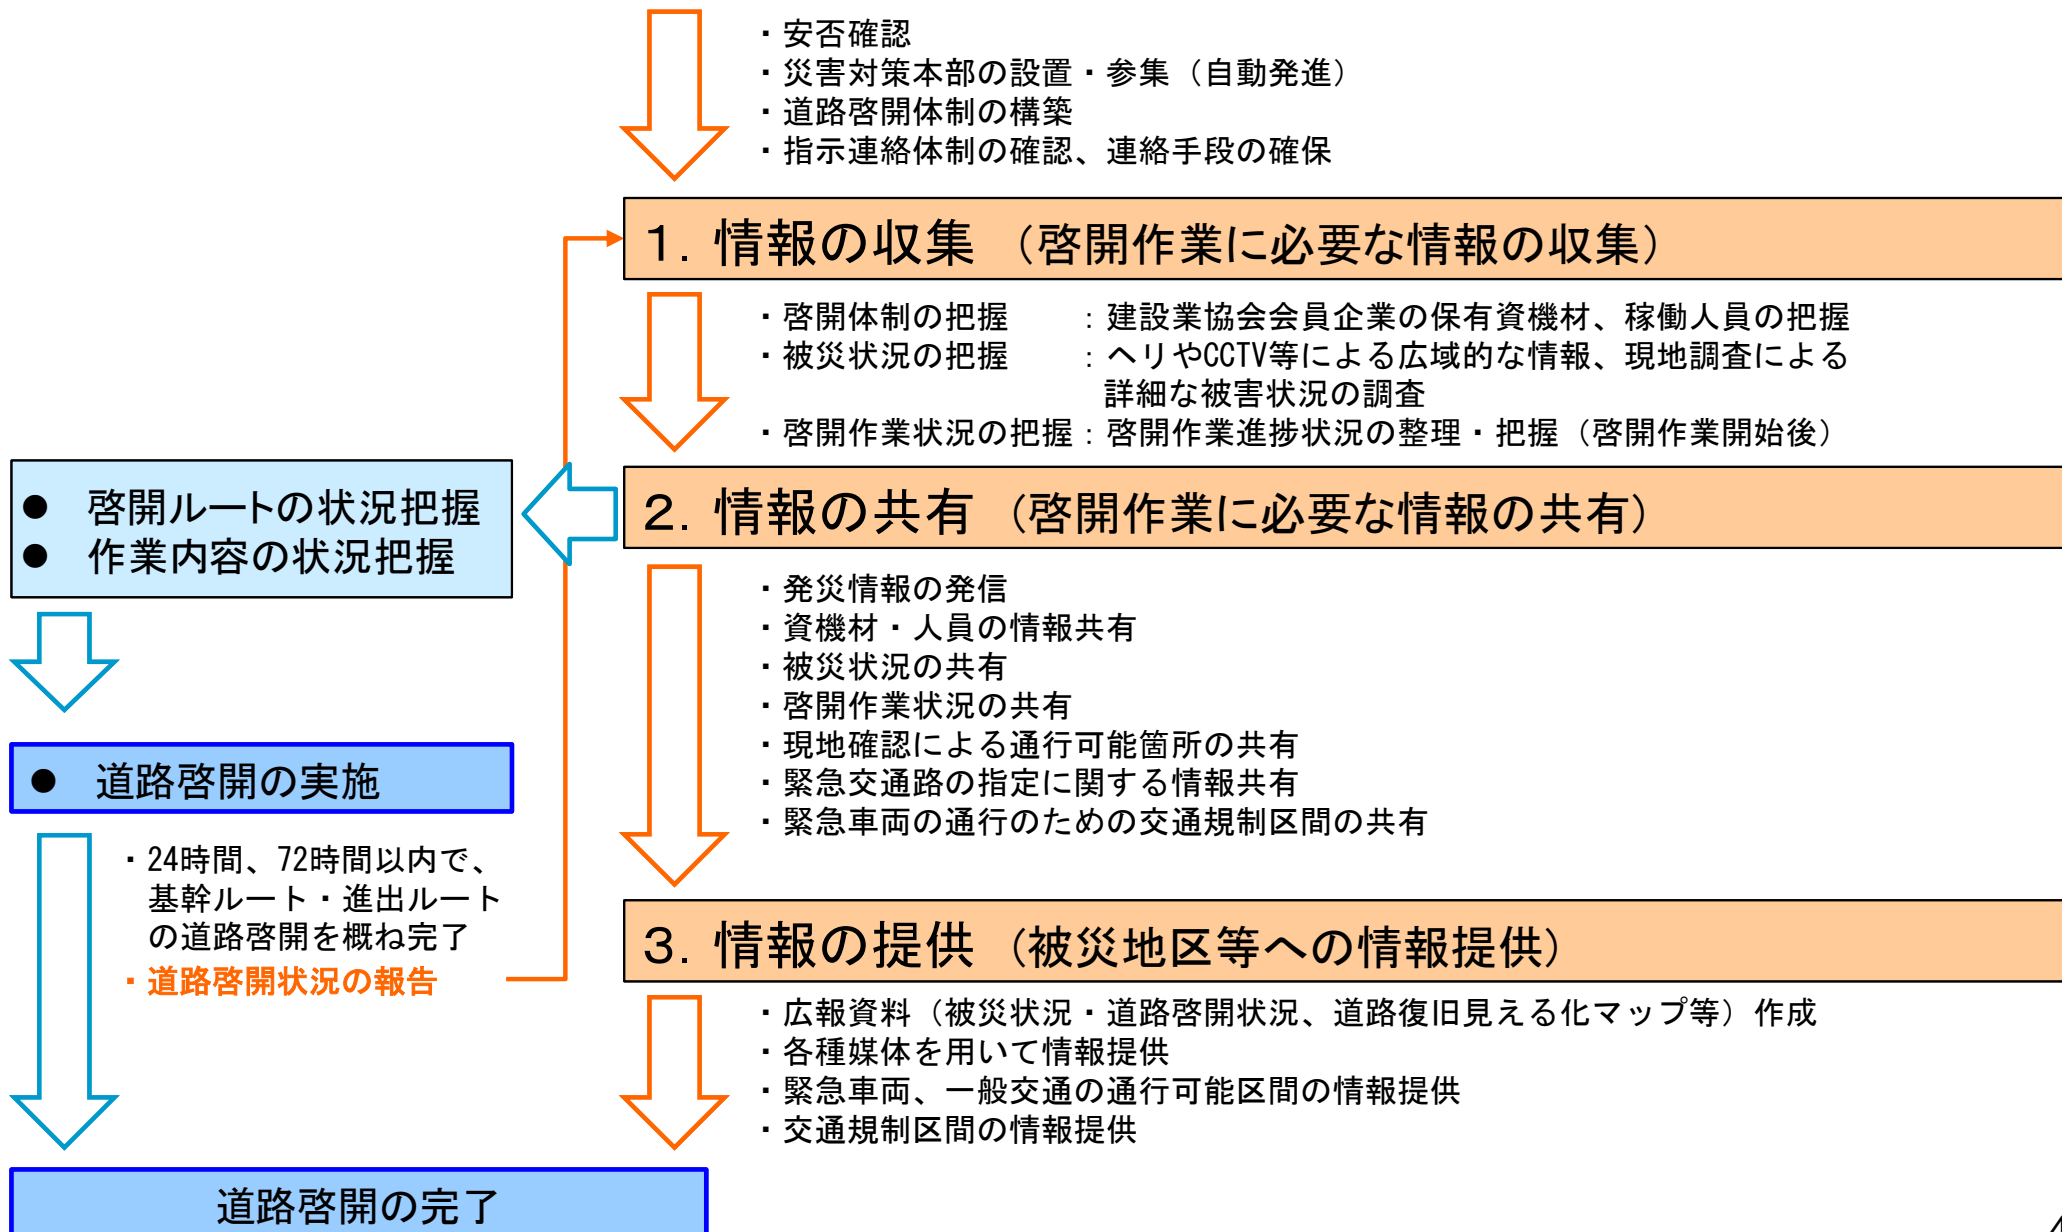 ・安否確認
・災害対策本部の設置・参集（自動発進）
・道路啓開体制の構築
・指示連絡体制の確認、連絡手段の確保
１．情報の収集（啓開作業に必要な情報の収集）
・啓開体制の把握　　：建設業協会会員企業の保有資機材、稼働人員の把握
・被災状況の把握　　：ヘリやCCTV等による広域的な情報、現地調査による
詳細な被害状況の調査
・啓開作業状況の把握：啓開作業進捗状況の整理・把握（啓開作業開始後）
２．情報の共有（啓開作業に必要な情報の共有）
・発災情報の発信
・資機材・人員の情報共有
・被災状況の共有
・啓開作業状況の共有
・現地確認による通行可能箇所の共有
・緊急交通路の指定に関する情報共有
・緊急車両の通行のための交通規制区間の共有
３．情報の提供（被災地区等への情報提供）
・広報資料（被災状況・道路啓開状況、道路復旧見える化マップ等）作成
・各種媒体を用いて情報提供
・緊急車両、一般交通の通行可能区間の情報提供
・交通規制区間の情報提供
● 啓開ルートの状況把握
● 作業内容の状況把握
● 道路啓開の実施
・24時間、72時間以内で、
基幹ルート・進出ルート
の道路啓開を概ね完了
・道路啓開状況の報告
道路啓開の完了